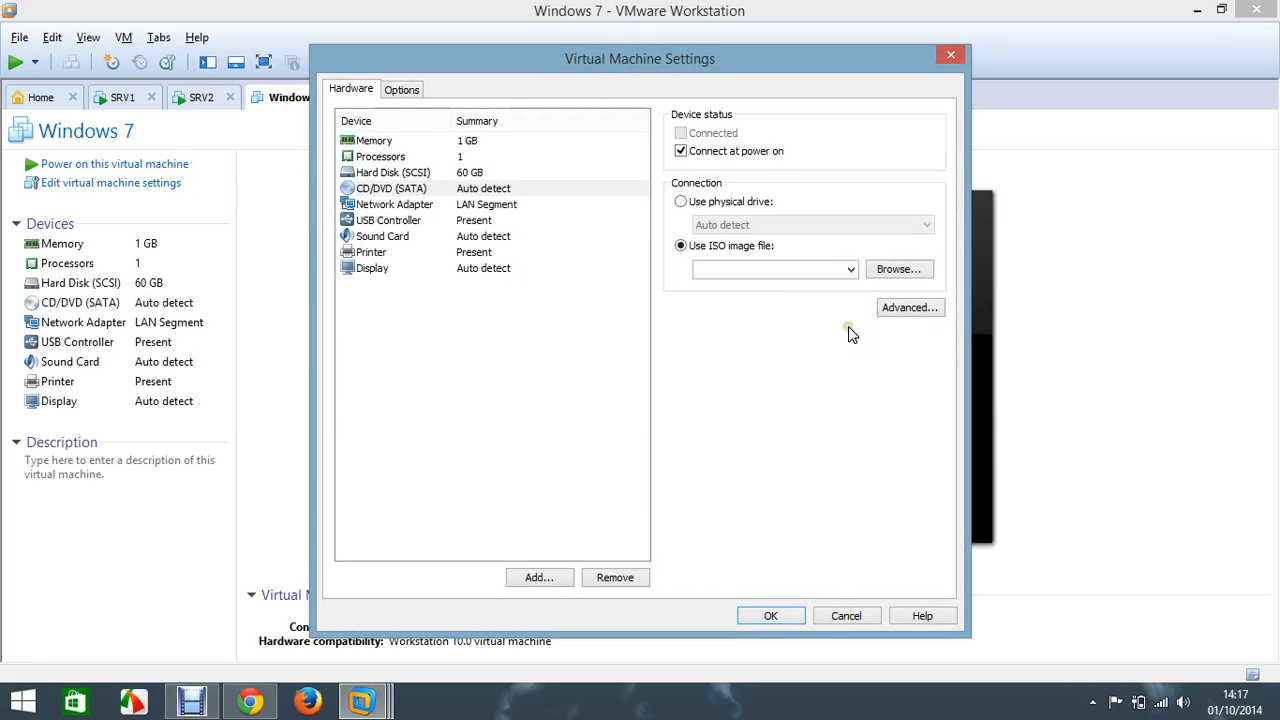 Windows 7 - VMware Workstation
File Edit View VM Tabs Help
Home SRV1 SRV2 Window
Windows 7
Power on this virtual machine
Edit virtual machine settings
Devices
Memory 1 GB
Processors 1
Hard Disk (SCSI) 60 GB
CD/DVD (SATA) Auto detect
Network Adapter LAN Segment
USB Controller Present
Sound Card Auto detect
Printer Present
Display Auto detect
Description
Type here to enter a description of this
virtual machine.
Virtual Machine Settings
Hardware Options
Device Summary
Memory 1 GB
Processors 1
Hard Disk (SCSI) 60 GB
CD/DVD (SATA) Auto detect
Network Adapter LAN Segment
USB Controller Present
Sound Card Auto detect
Printer Present
Display Auto detect
Add... Remove
Device status
Connected
Connect at power on
Connection
Use physical drive:
Auto detect
Use ISO image file:
Browse...
Advanced...
OK Cancel Help
Virtual M
Con
Hardware compatibility: Workstation 10.0 virtual machine
14:17
01/10/2014